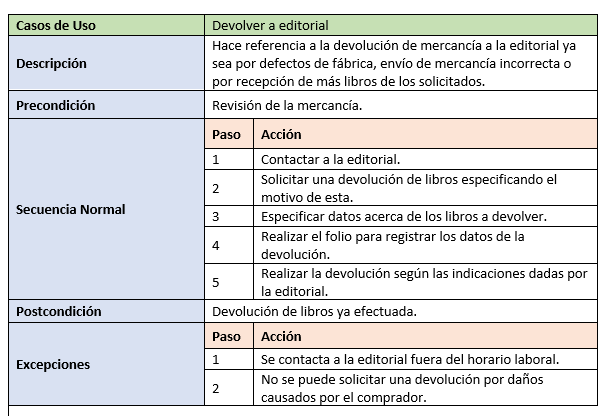 Casos de Uso Devolver a editorial
Descripción
Hace referencia a la devolución de mercancía a la editorial ya
sea por defectos de fábrica, envío de mercancía incorrecta o
por recepción de más libros de los solicitados.
Precondición Revisión de la mercancía.
Secuencia Normal
Paso Acción
1 Contactar a la editorial.
2 Solicitar una devolución de libros especificando el
motivo de esta.
3 Especificar datos acerca de los libros a devolver.
4 Realizar el folio para registrar los datos de la
devolución.
5 Realizar la devolución según las indicaciones dadas por
la editorial.
Postcondición Devolución de libros ya efectuada.
Excepciones
Paso Acción
1 Se contacta a la editorial fuera del horario laboral.
2 No se puede solicitar una devolución por daños
causados por el comprador.